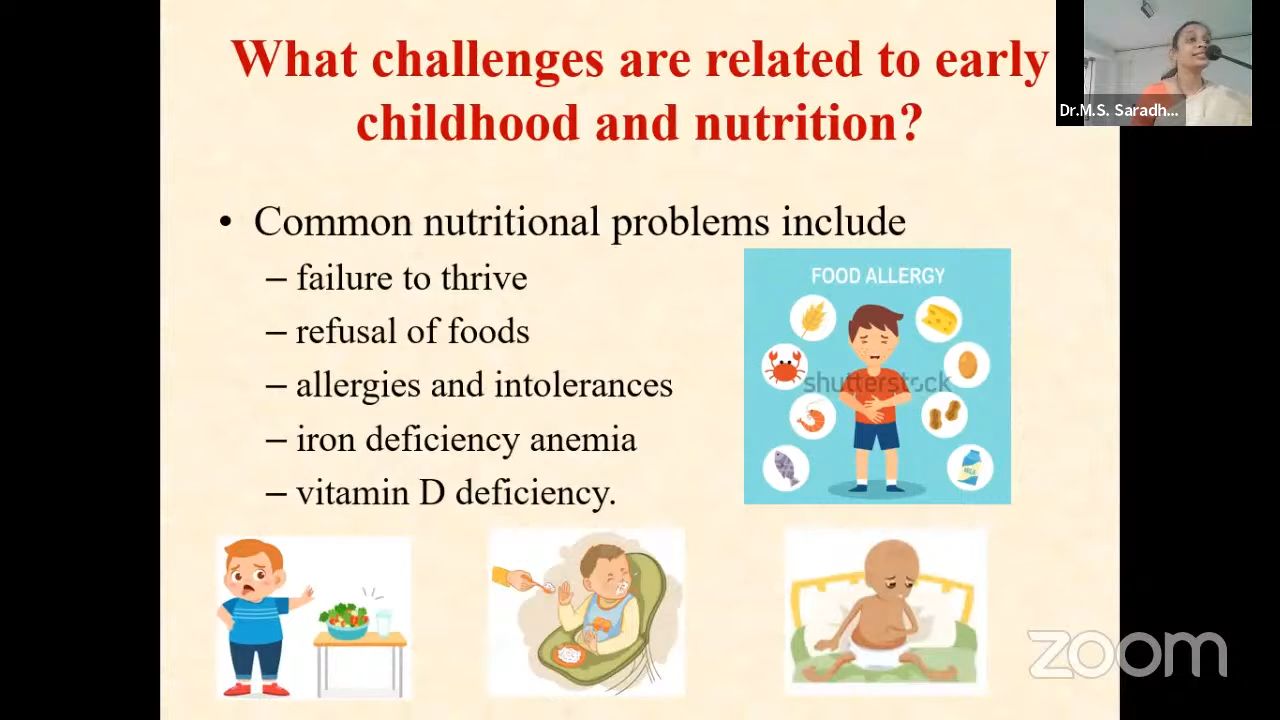 What challenges are related to early
childhood and nutrition?
Dr.M.S. Saradh...
• Common nutritional problems include
– failure to thrive
– refusal of foods
– allergies and intolerances
– iron deficiency anemia
– vitamin D deficiency.
FOOD ALLERGY
shutterstock
MILK
zoom